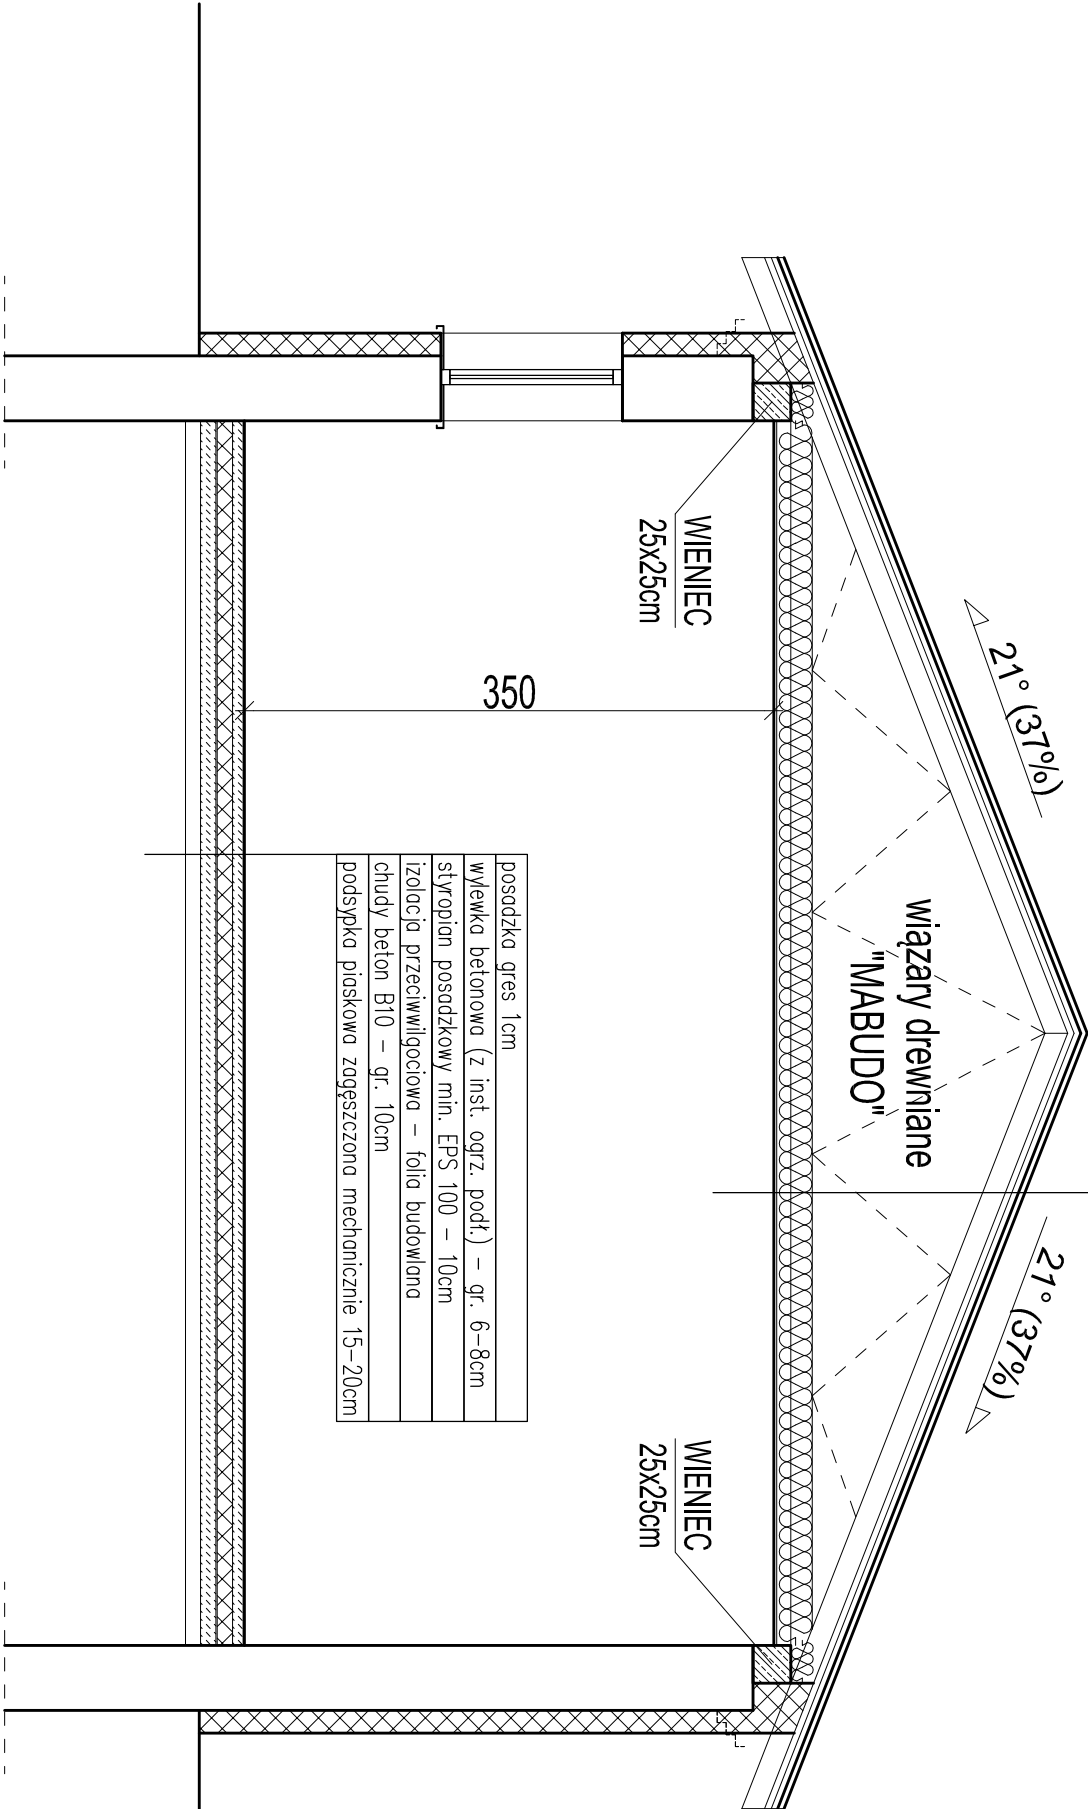 21° (37%)
21° (37%)
wiązary drewniane
"MABUDO"
WIENIEC
25x25cm
WIENIEC
25x25cm
350
posadzka gres 1cm
wylewka betonowa (z inst. ogrz. podł.) - gr. 6-8cm
styropian posadzkowy min. EPS 100 - 10cm
izolacja przeciwwilgociowa - folia budowlana
chudy beton B10 - gr. 10cm
podsypka piaskowa zagęszczona mechanicznie 15-20cm